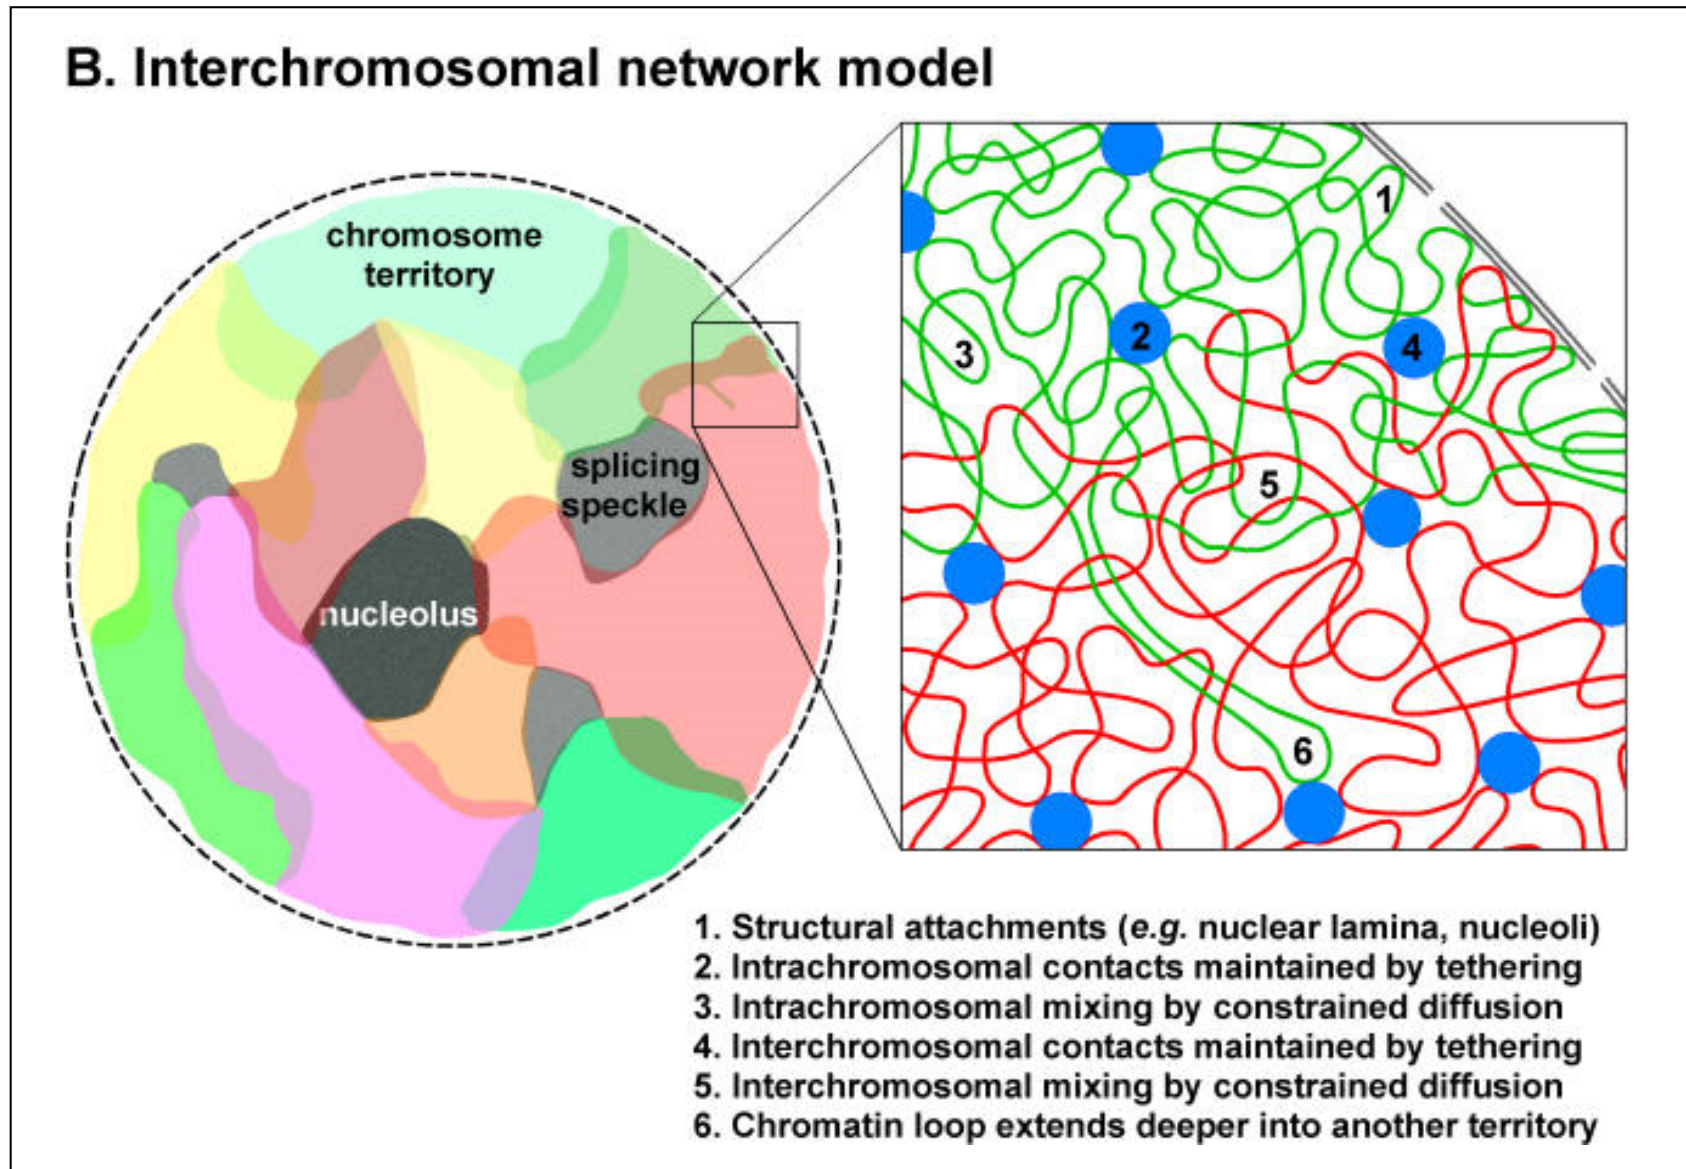 B. Interchromosomal network model
chromosome
territory
splicing
speckle
nucleolus
1
2
3
4
5
6
1. Structural attachments (e.g. nuclear lamina, nucleoli)
2. Intrachromosomal contacts maintained by tethering
3. Intrachromosomal mixing by constrained diffusion
4. Interchromosomal contacts maintained by tethering
5. Interchromosomal mixing by constrained diffusion
6. Chromatin loop extends deeper into another territory